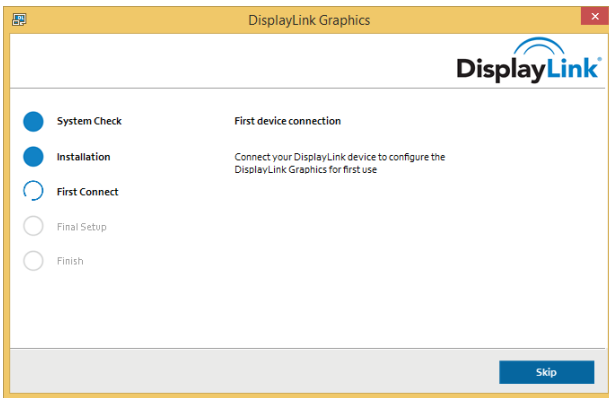 DisplayLink Graphics
DisplayLink®
System Check
First device connection
Installation
Connect your DisplayLink device to configure the
DisplayLink Graphics for first use
First Connect
Final Setup
Finish
Skip